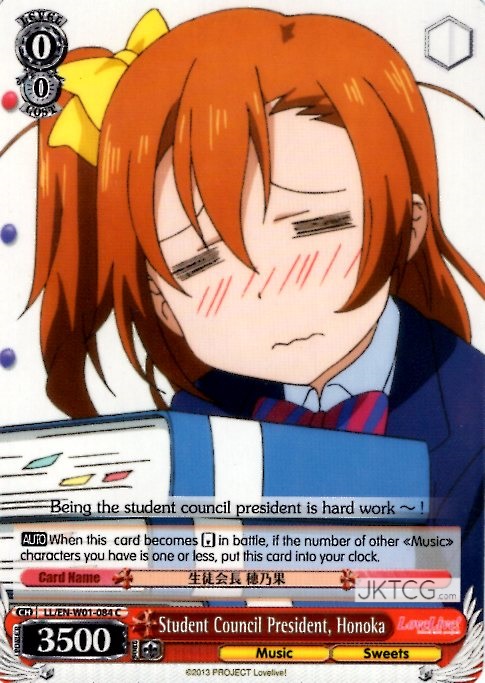 LEVEL
0
0
COST
Being the student council president is hard work ～!
AUTO When this card becomes in battle, if the number of other «Music»
characters you have is one or less, put this card into your clock.
Card Name 生徒会長 穂乃果
JKTCG.com
CH LL/EN-W01-084 C
POWER 3500 SOUL Student Council President, Honoka LoveLive!
Music Sweets
©2013 PROJECT Lovelive!